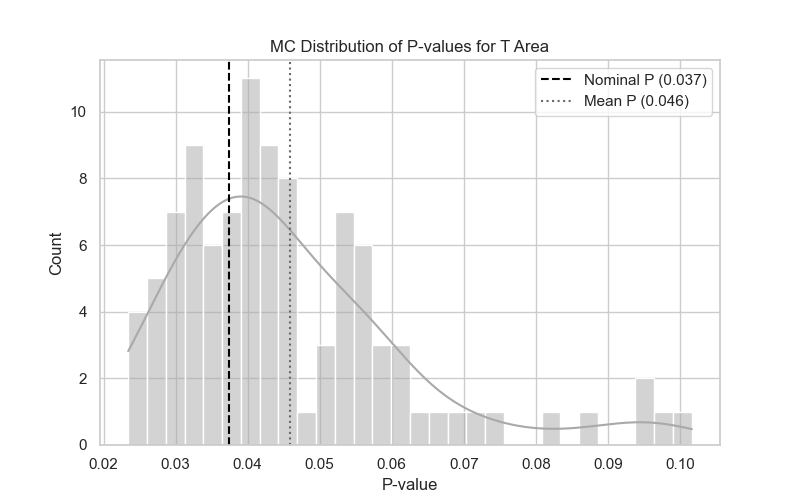 MC Distribution of P-values for T Area
Nominal P (0.037)
Mean P (0.046)
Count
10
8
6
4
2
0
0.02 0.03 0.04 0.05 0.06 0.07 0.08 0.09 0.10
P-value